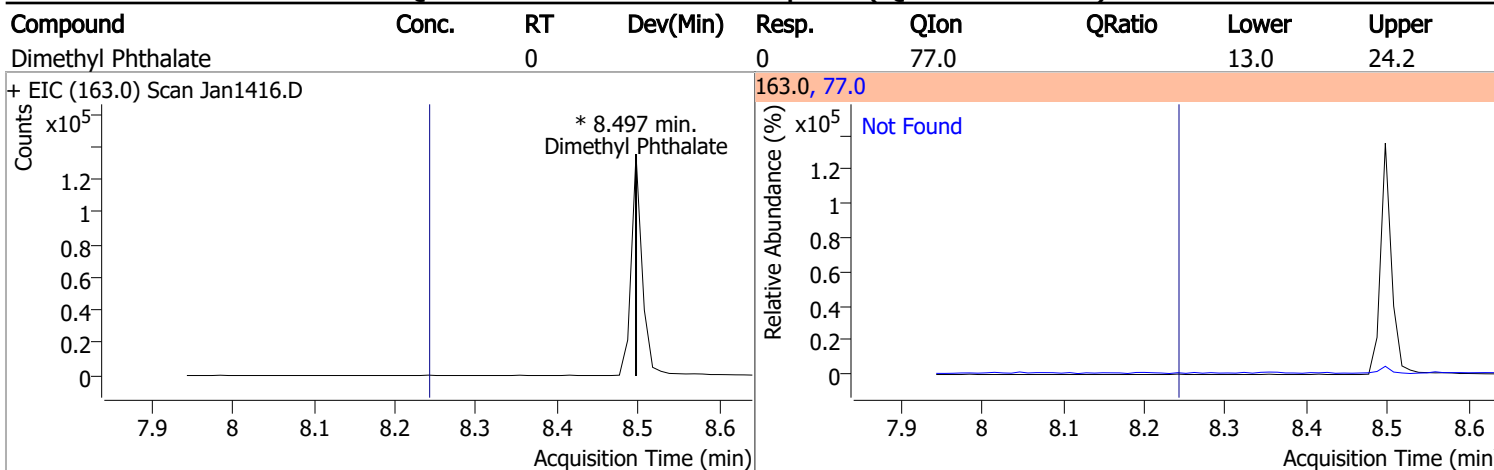 Compound Conc. RT Dev(Min) Resp. QIon QRatio Lower Upper
Dimethyl Phthalate 0 0 77.0 13.0 24.2
+ EIC (163.0) Scan Jan1416.D
Counts
x10⁵
* 8.497 min.
Dimethyl Phthalate
1.2
1
0.8
0.6
0.4
0.2
0
7.9 8 8.1 8.2 8.3 8.4 8.5 8.6
Acquisition Time (min)
163.0, 77.0
Relative Abundance (%)
x10⁵
Not Found
1.2
1
0.8
0.6
0.4
0.2
0
7.9 8 8.1 8.2 8.3 8.4 8.5 8.6
Acquisition Time (min